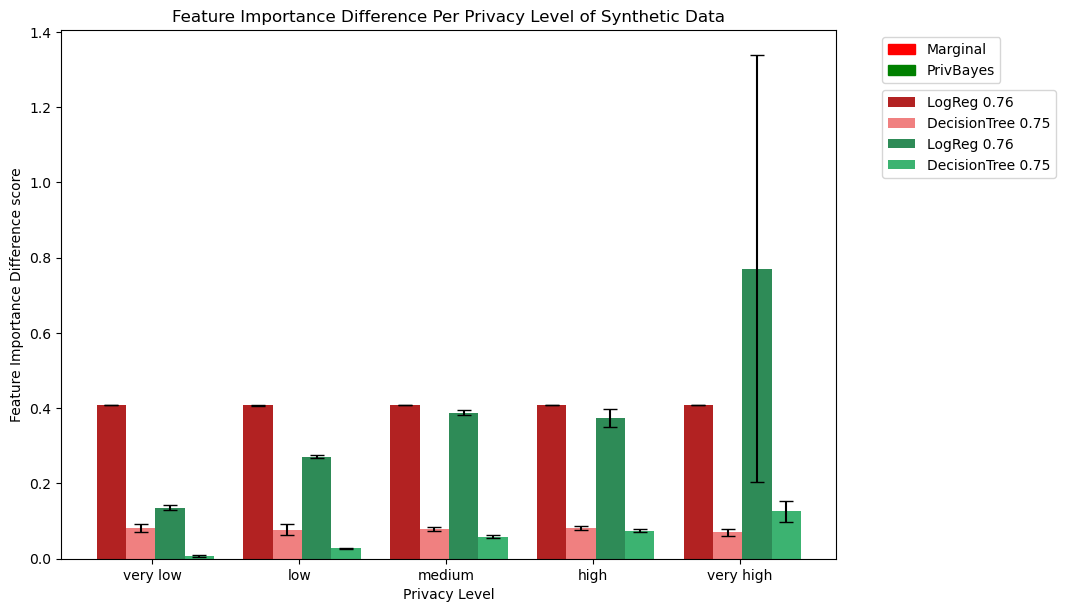 Feature Importance Difference Per Privacy Level of Synthetic Data
Feature Importance Difference score
1.4
1.2
1.0
0.8
0.6
0.4
0.2
0.0
very low
low
medium
high
very high
Privacy Level
Marginal
PrivBayes
LogReg 0.76
DecisionTree 0.75
LogReg 0.76
DecisionTree 0.75